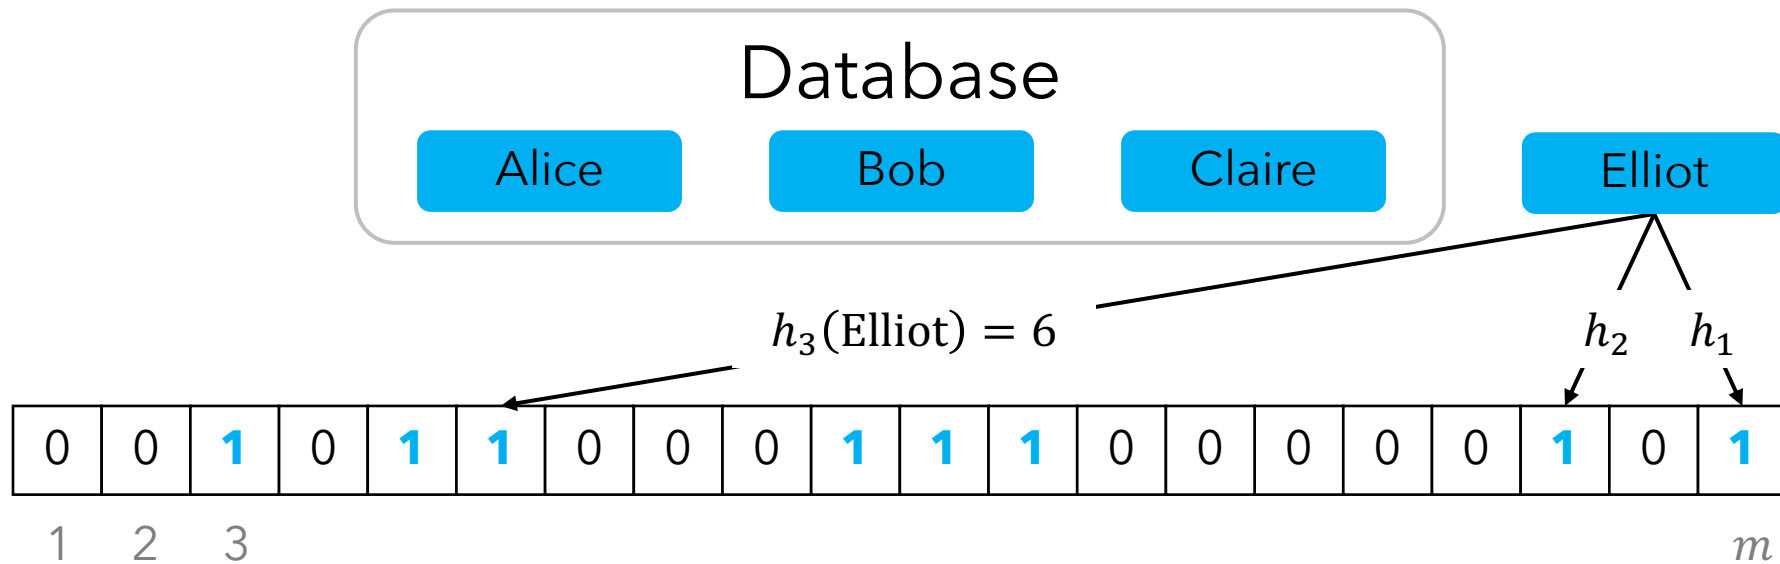 Database
Alice Bob Claire Elliot
h₃(Elliot) = 6 h₂ h₁
0 0 1 0 1 1 0 0 0 1 1 1 0 0 0 0 0 1 0 1
1 2 3 m